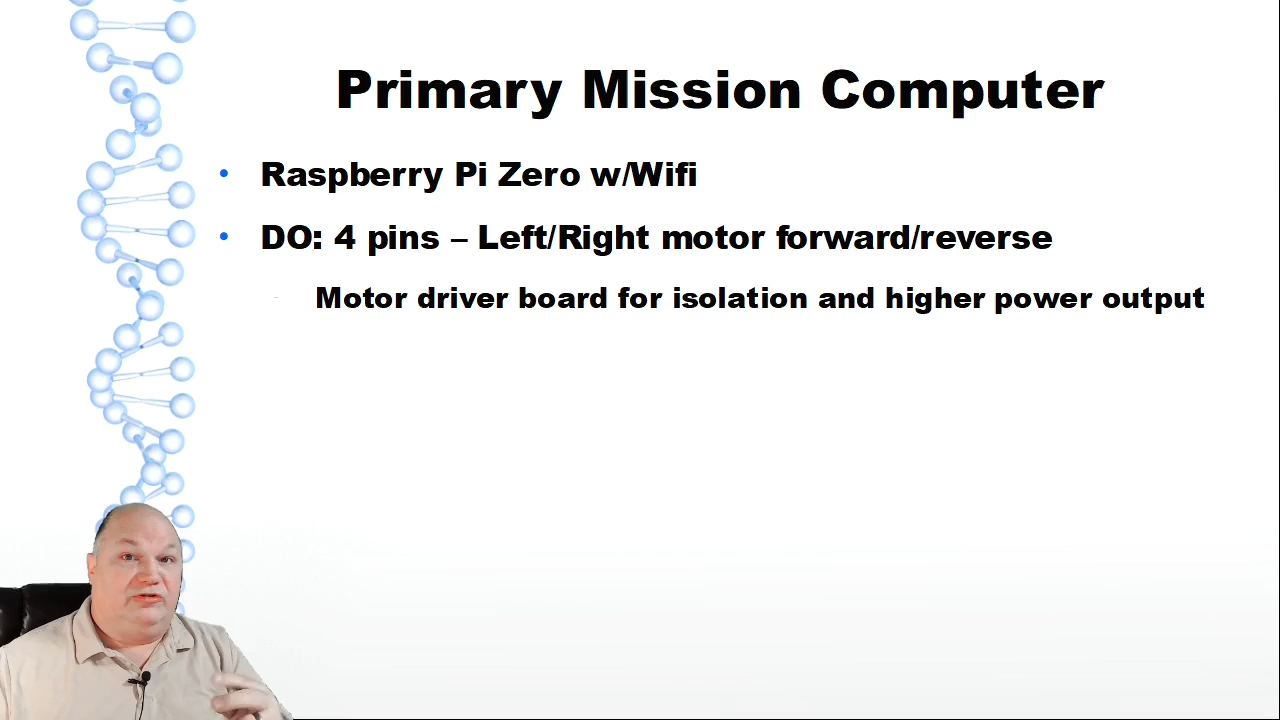 Primary Mission Computer
• Raspberry Pi Zero w/Wifi
• DO: 4 pins – Left/Right motor forward/reverse
- Motor driver board for isolation and higher power output